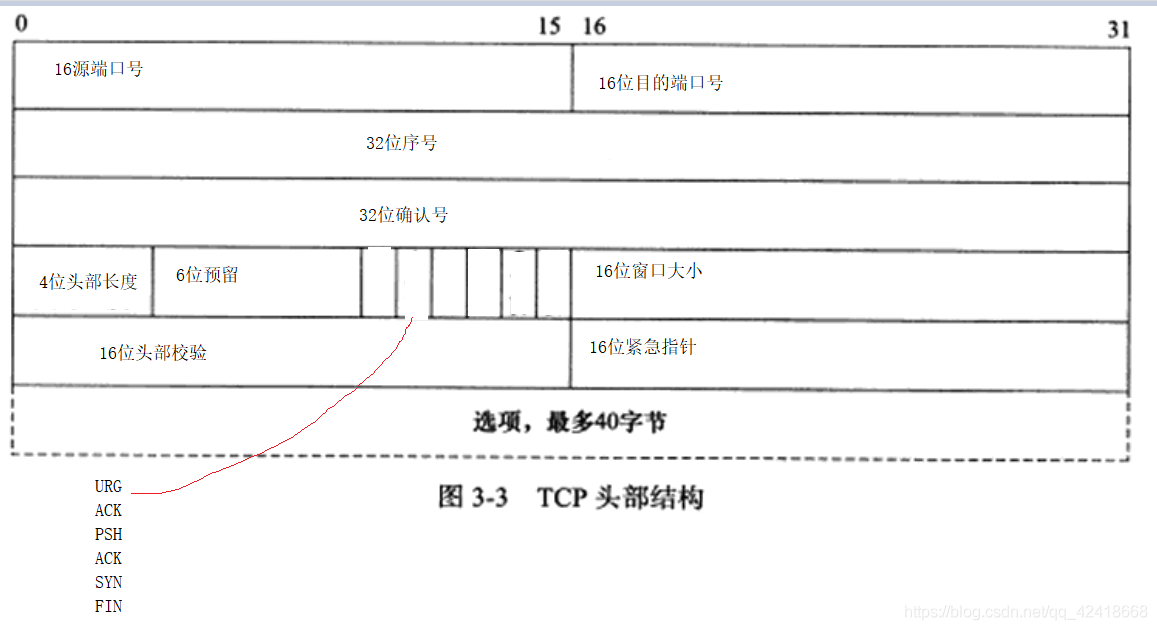 0 15 16 31
16源端口号
16位目的端口号
32位序号
32位确认号
4位头部长度
6位预留
16位窗口大小
16位头部校验
16位紧急指针
选项，最多40字节
图 3-3 TCP 头部结构
URG
ACK
PSH
ACK
SYN
FIN
https://blog.csdn.net/qq_42418668